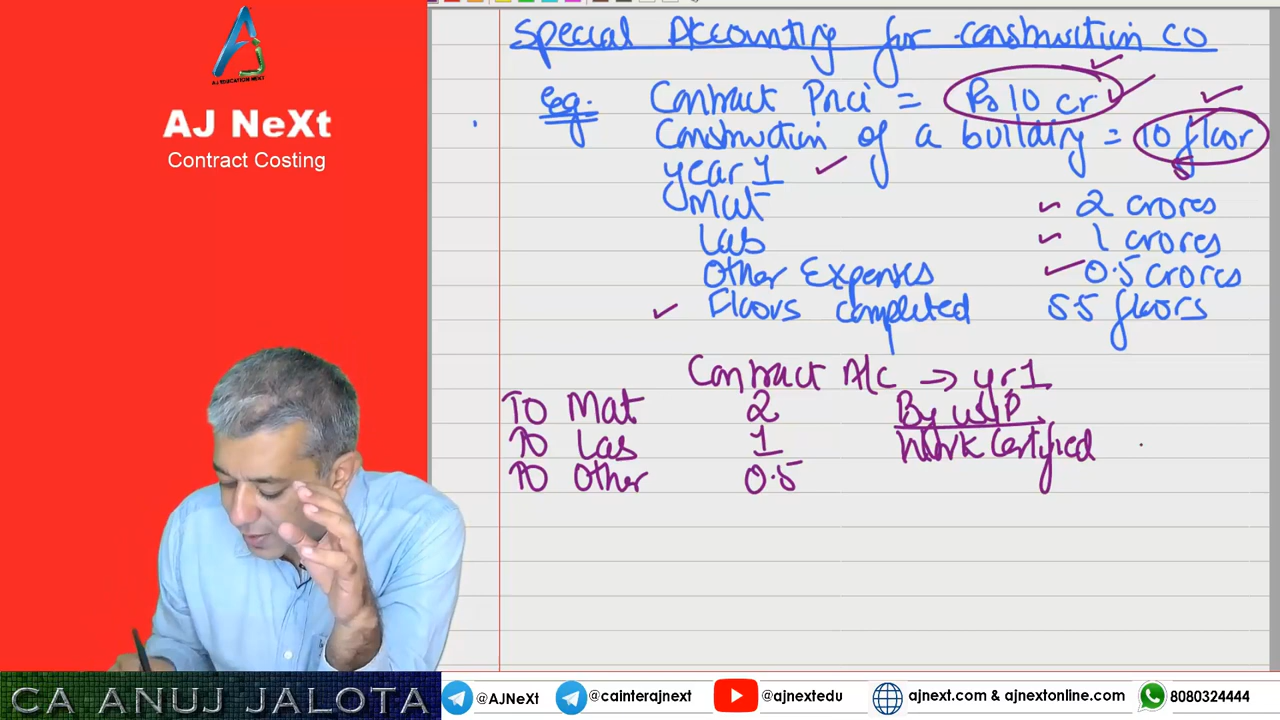 AJ EDUCATION NEXT
AJ NeXt
Contract Costing
Special Accounting for construction co
eg. Contract Price = Rs 10 cr
Construction of a building = 10 floor
year 1
Mat 2 crores
Lab 1 crores
Other Expenses 0.5 crores
Floors completed 5.5 floors
Contract A/c → yr 1
To Mat 2 By WIP
To Lab 1 Work Certified
To Other 0.5
CA ANUJ JALOTA @AJNeXt @cainterajnext @ajnextedu ajnext.com & ajnextonline.com 8080324444